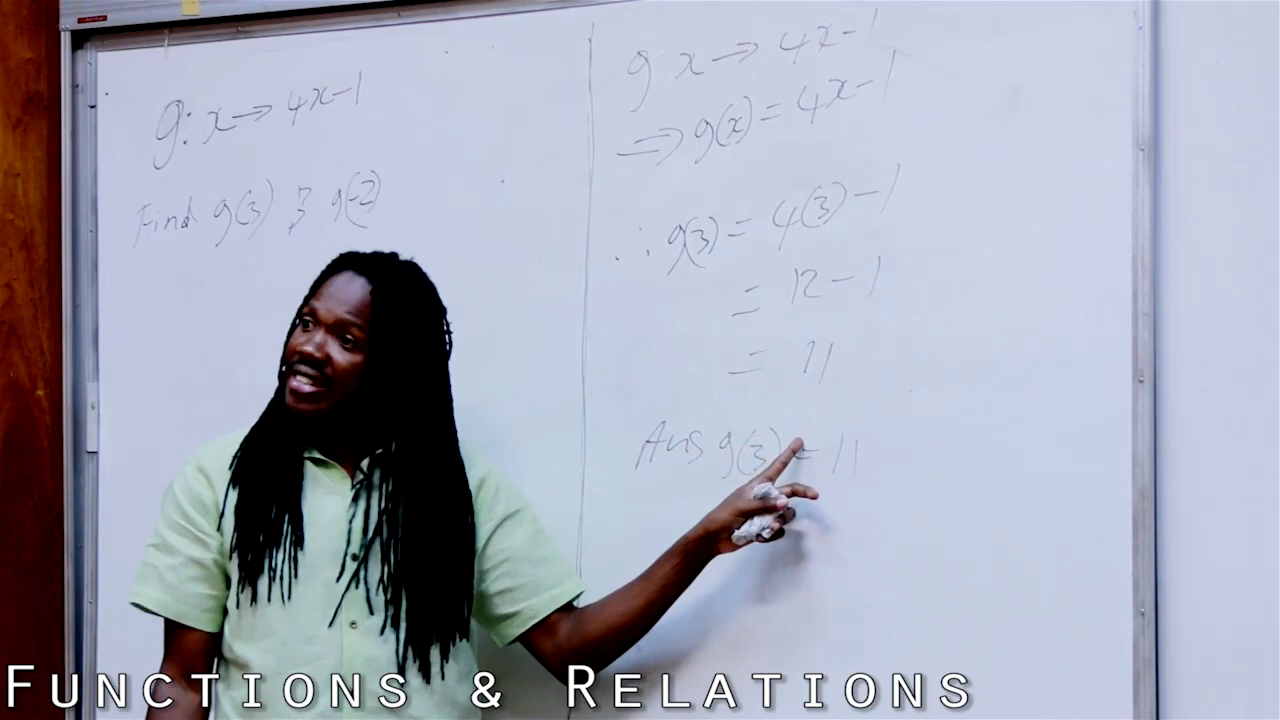 g: x → 4x-1
Find g(3) & g(-2)
g: x → 4x-1
⇒ g(x) = 4x-1
∴ g(3) = 4(3) - 1
= 12 - 1
= 11
Ans g(3) = 11
FUNCTIONS & RELATIONS